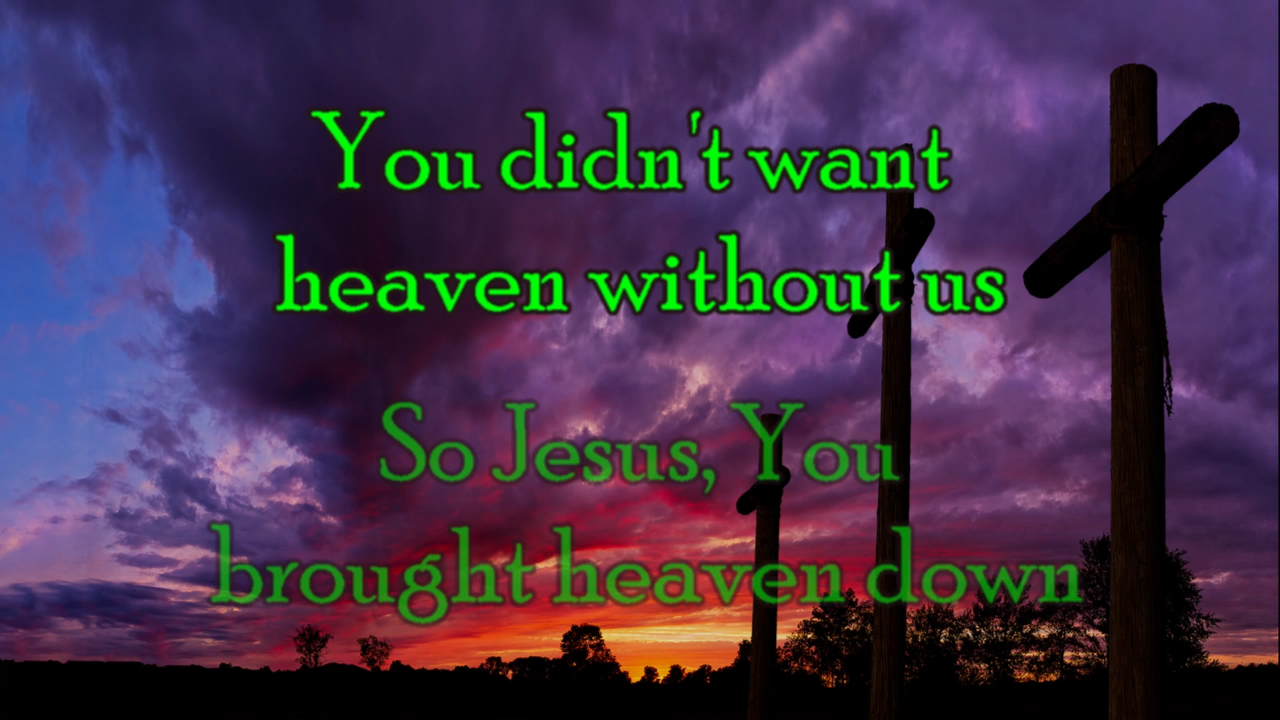 You didn't want
heaven without us
So Jesus, You
brought heaven down